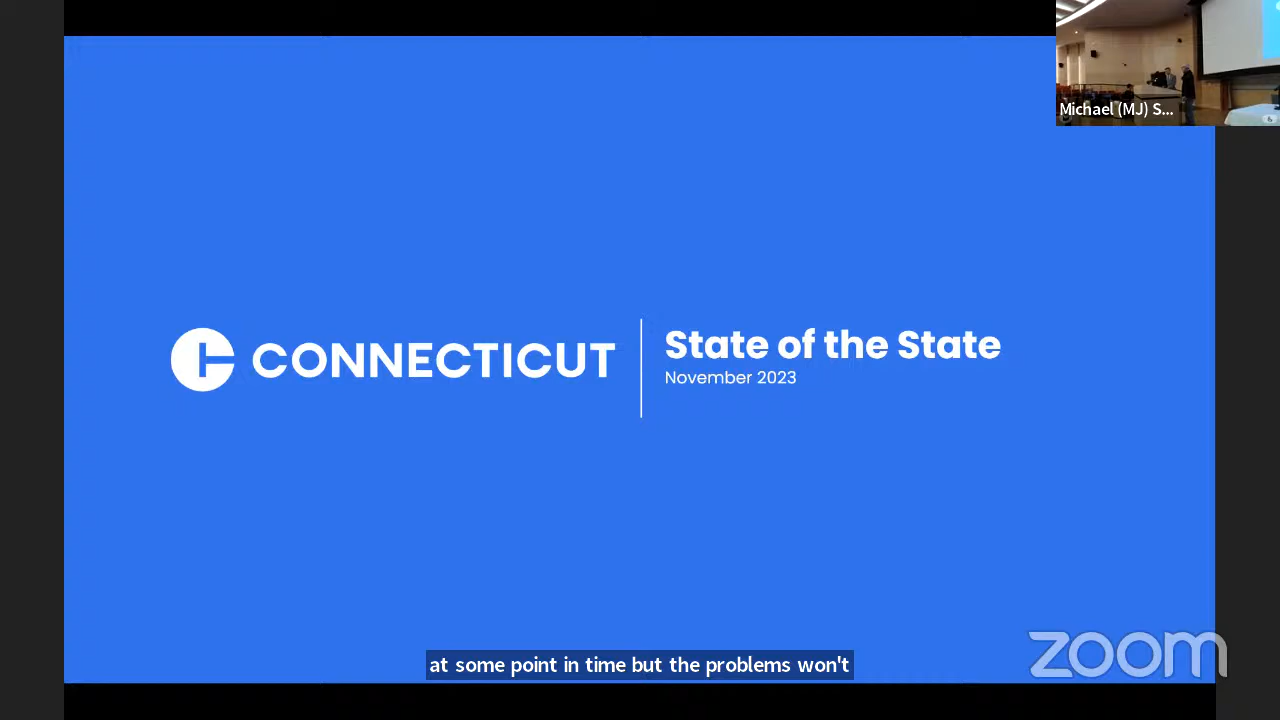 Michael (MJ) S...
CONNECTICUT
State of the State
November 2023
at some point in time but the problems won't
zoom